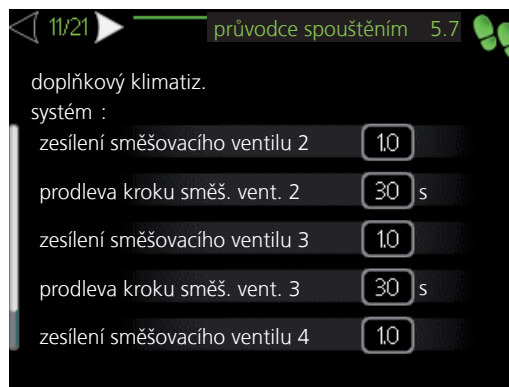 11/21 průvodce spouštěním 5.7
doplňkový klimatiz.
systém :
zesílení směšovacího ventilu 2 1.0
prodleva kroku směš. vent. 2 30 s
zesílení směšovacího ventilu 3 1.0
prodleva kroku směš. vent. 3 30 s
zesílení směšovacího ventilu 4 1.0